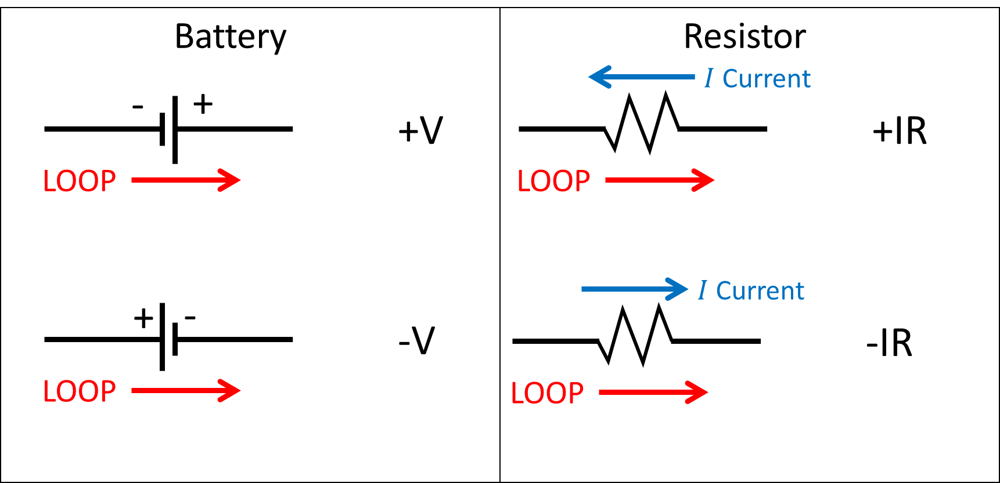 Battery
- +
+V
LOOP
+ -
-V
LOOP
Resistor
I Current
+IR
LOOP
I Current
-IR
LOOP